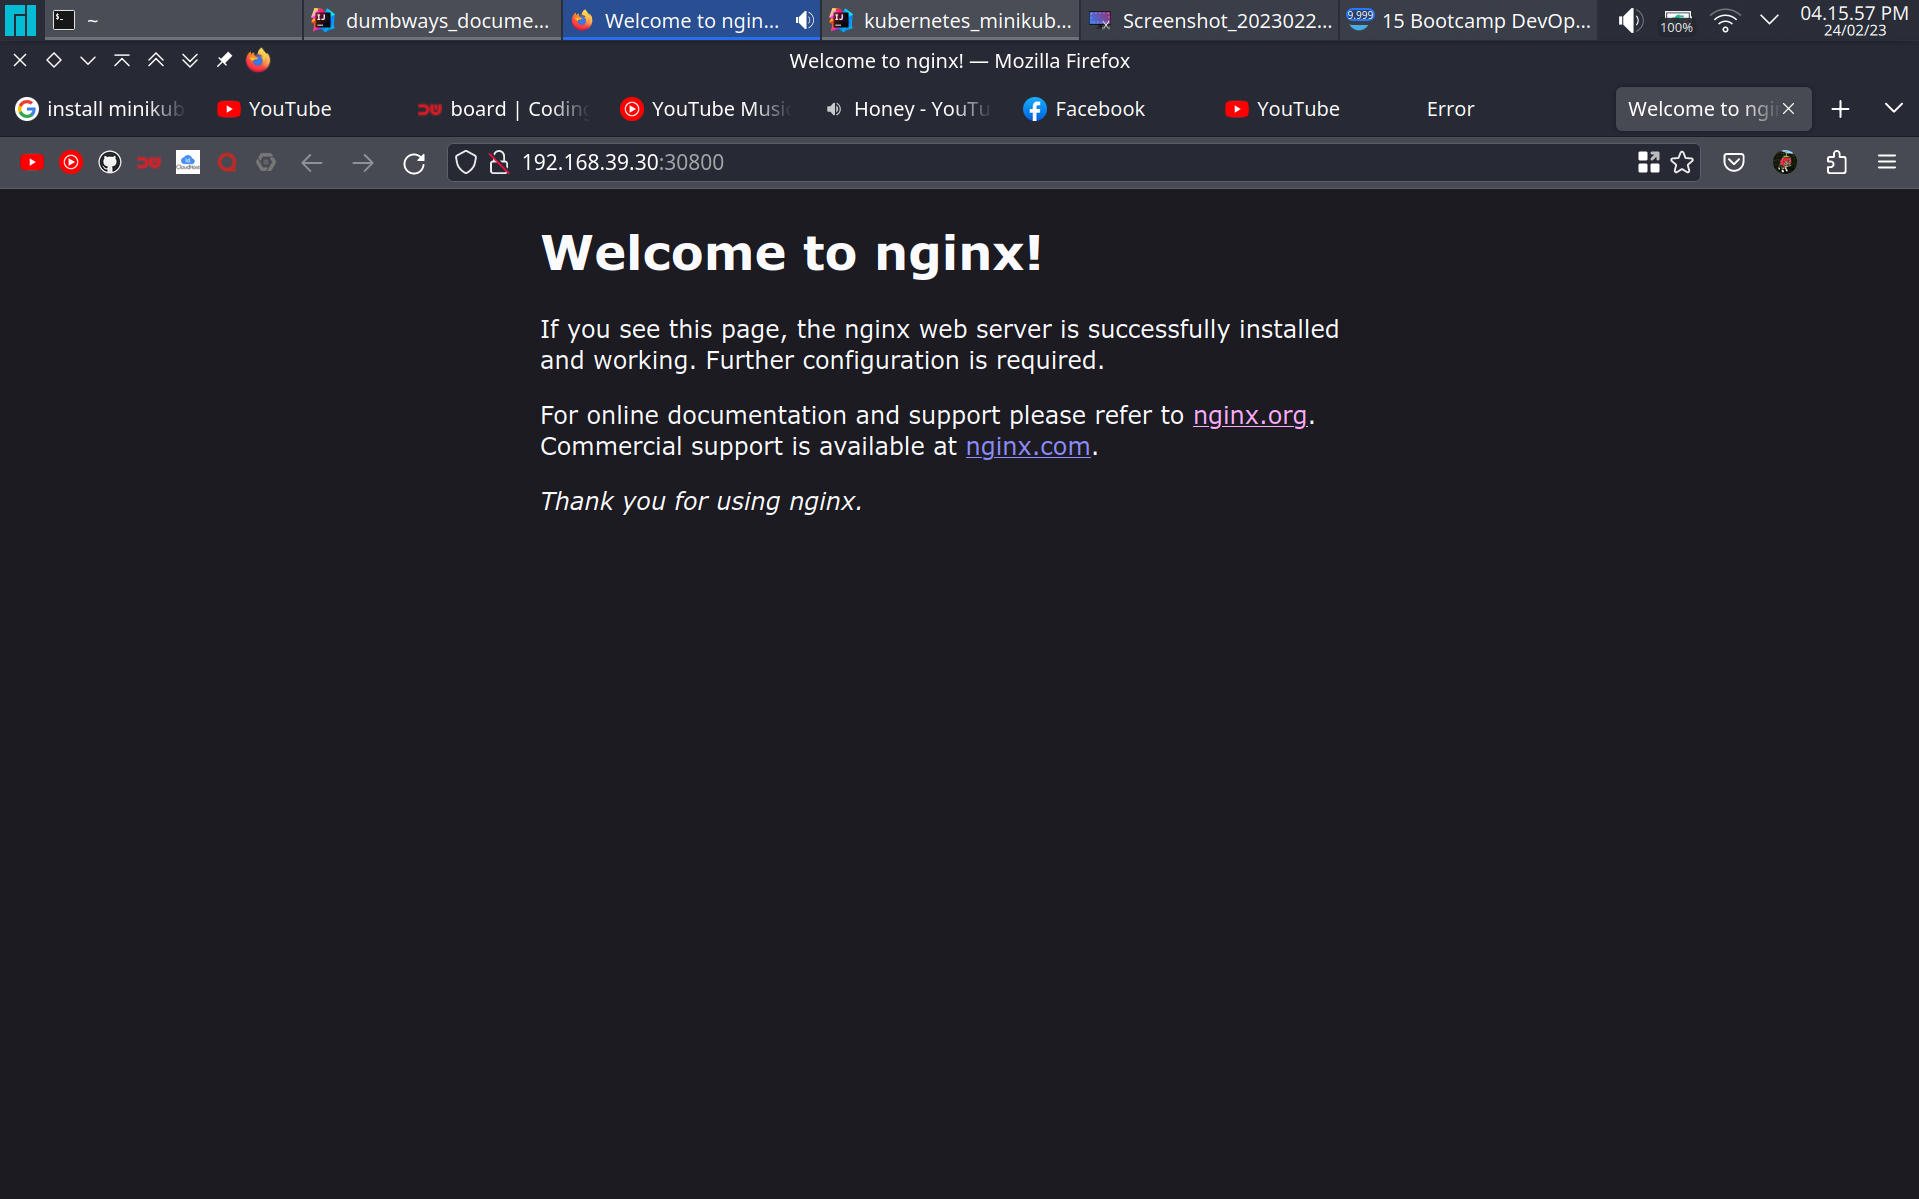 ~
dumbways_docume...
Welcome to ngin...
kubernetes_minikub...
Screenshot_2023022...
9.999
15 Bootcamp DevOp...
100%
04.15.57 PM
24/02/23
Welcome to nginx! — Mozilla Firefox
install minikub
YouTube
board | Coding
YouTube Music
Honey - YouTu
Facebook
YouTube
Error
Welcome to ngi
192.168.39.30:30800
Welcome to nginx!
If you see this page, the nginx web server is successfully installed
and working. Further configuration is required.
For online documentation and support please refer to nginx.org.
Commercial support is available at nginx.com.
Thank you for using nginx.